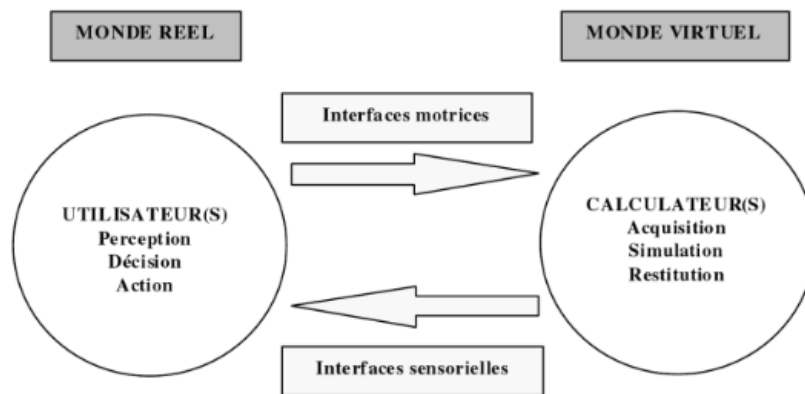 MONDE REEL
MONDE VIRTUEL
Interfaces motrices
UTILISATEUR(S)
Perception
Décision
Action
CALCULATEUR(S)
Acquisition
Simulation
Restitution
Interfaces sensorielles